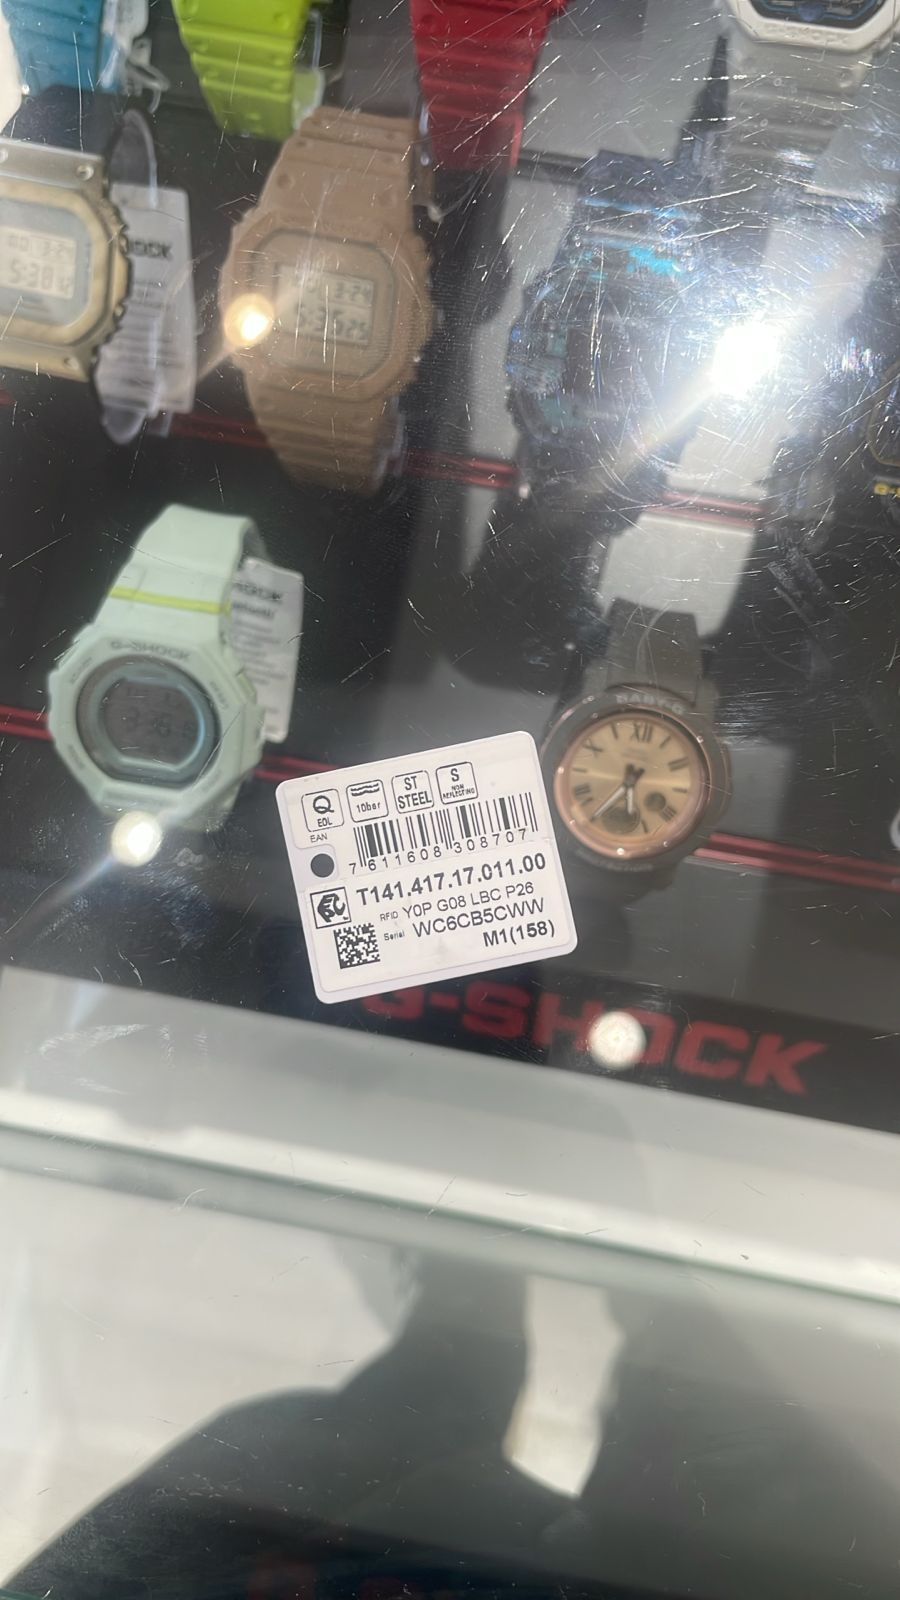 G-SHOCK
BABY-G
Q
EOL
10bar
ST
STEEL
S
NON
REFLECTING
EAN
7 611608 308707
T141.417.17.011.00
RFID Y0P G08 LBC P26
Serial WC6CB5CWW
M1(158)
G-SHOCK